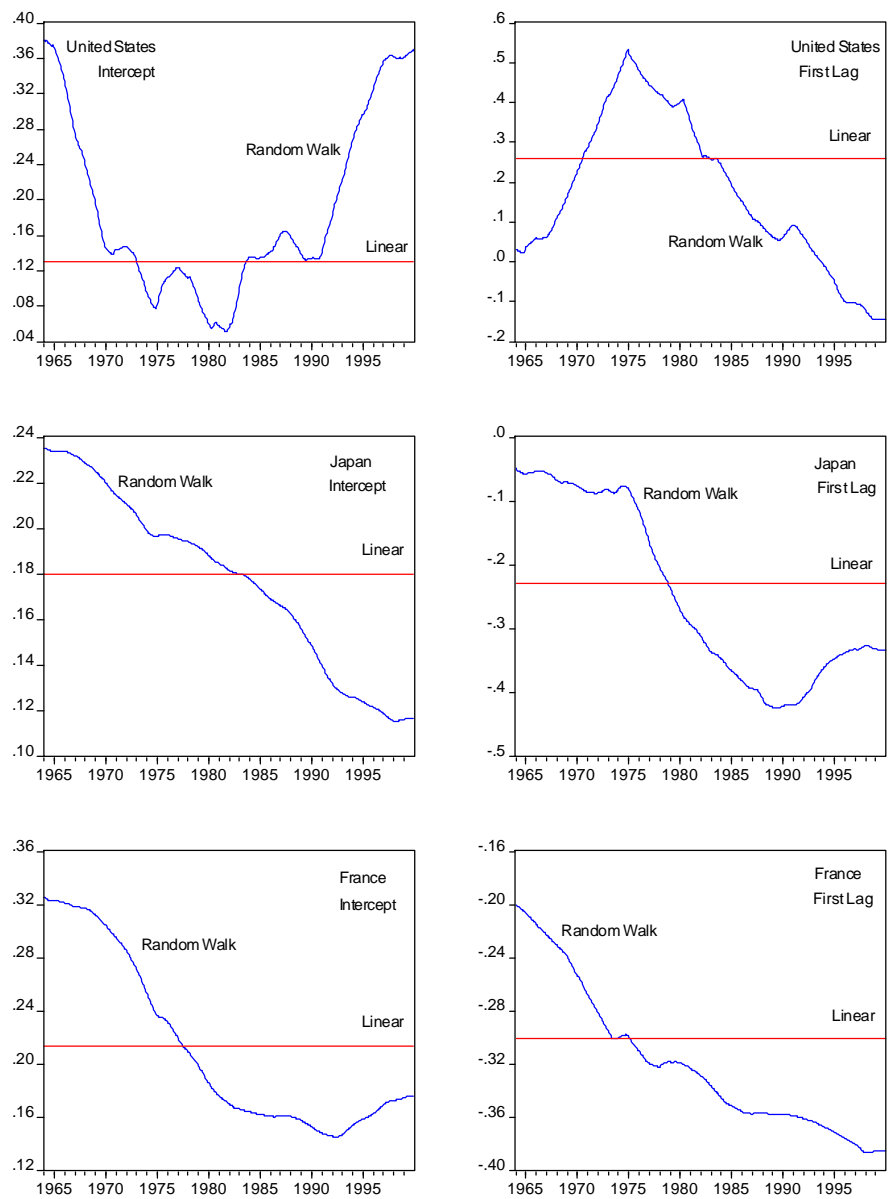 .40
.36
.32
.28
.24
.20
.16
.12
.08
.04
United States
Intercept
Random Walk
Linear
1965 1970 1975 1980 1985 1990 1995
.6
.5
.4
.3
.2
.1
.0
-.1
-.2
United States
First Lag
Linear
Random Walk
1965 1970 1975 1980 1985 1990 1995
.24
.22
.20
.18
.16
.14
.12
.10
Japan
Intercept
Random Walk
Linear
1965 1970 1975 1980 1985 1990 1995
.0
-.1
-.2
-.3
-.4
-.5
Japan
First Lag
Random Walk
Linear
1965 1970 1975 1980 1985 1990 1995
.36
.32
.28
.24
.20
.16
.12
France
Intercept
Random Walk
Linear
1965 1970 1975 1980 1985 1990 1995
-.16
-.20
-.24
-.28
-.32
-.36
-.40
France
First Lag
Random Walk
Linear
1965 1970 1975 1980 1985 1990 1995